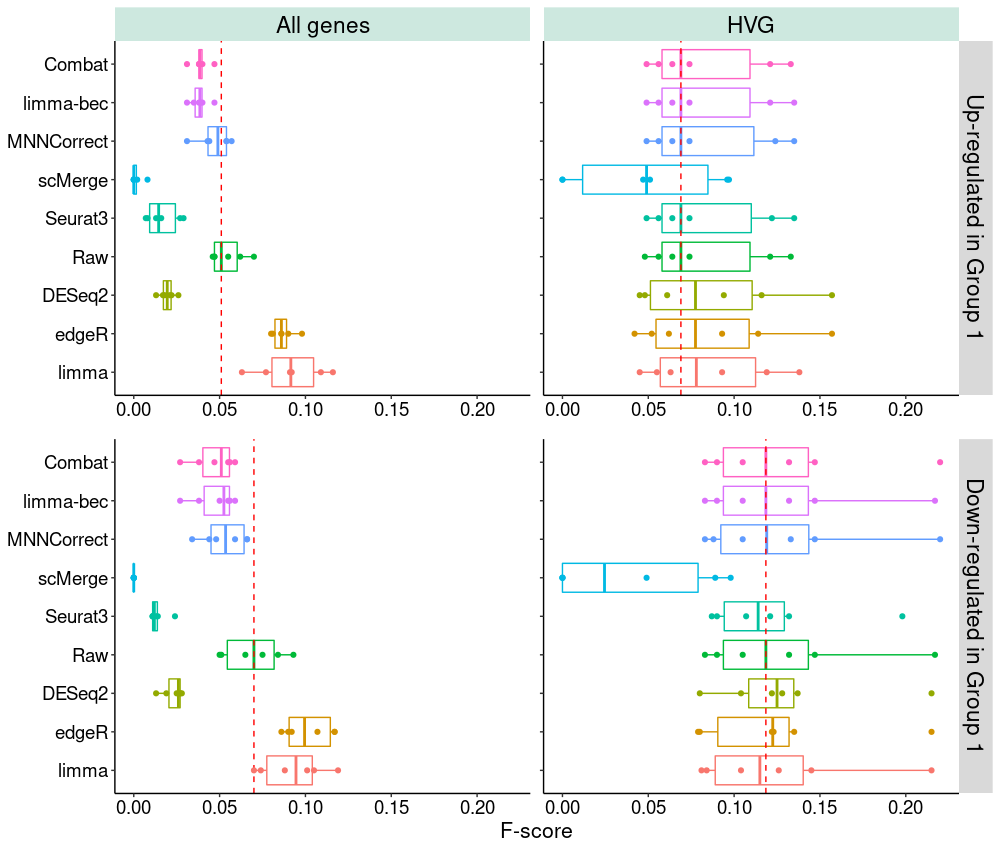 All genes
HVG
Combat
limma-bec
MNNCorrect
scMerge
Seurat3
Raw
DESeq2
edgeR
limma
Up-regulated in Group 1
0.00 0.05 0.10 0.15 0.20
0.00 0.05 0.10 0.15 0.20
Combat
limma-bec
MNNCorrect
scMerge
Seurat3
Raw
DESeq2
edgeR
limma
Down-regulated in Group 1
0.00 0.05 0.10 0.15 0.20
0.00 0.05 0.10 0.15 0.20
F-score